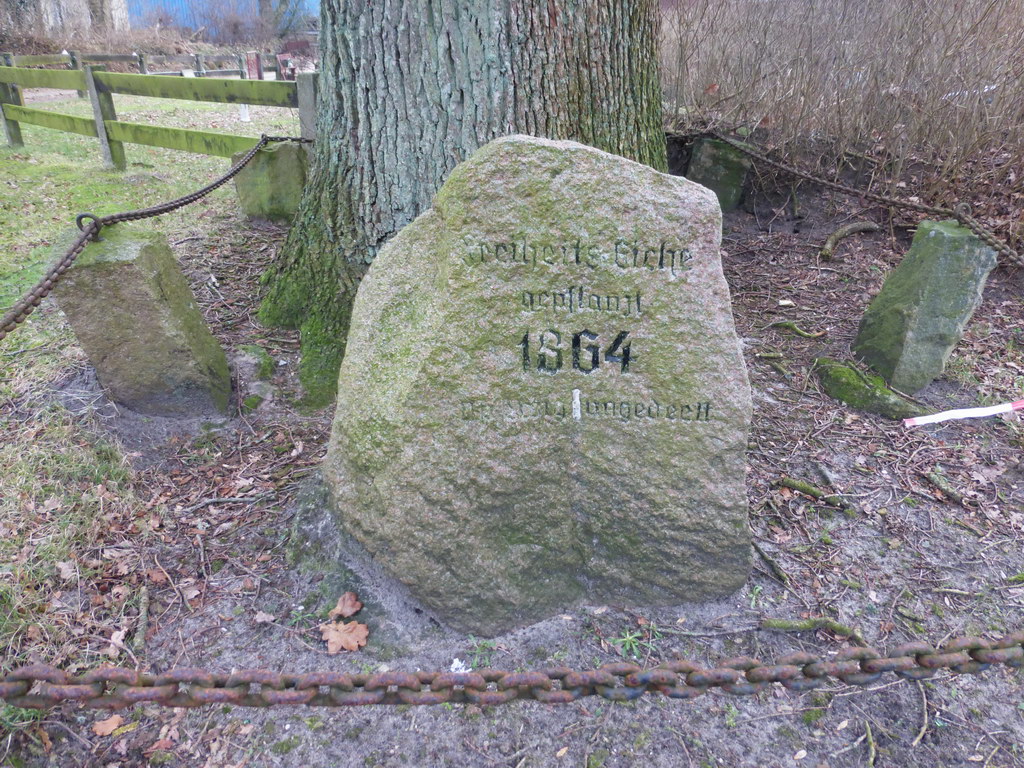 Freiheits-Eiche
gepflanzt
1864
ungedeelt